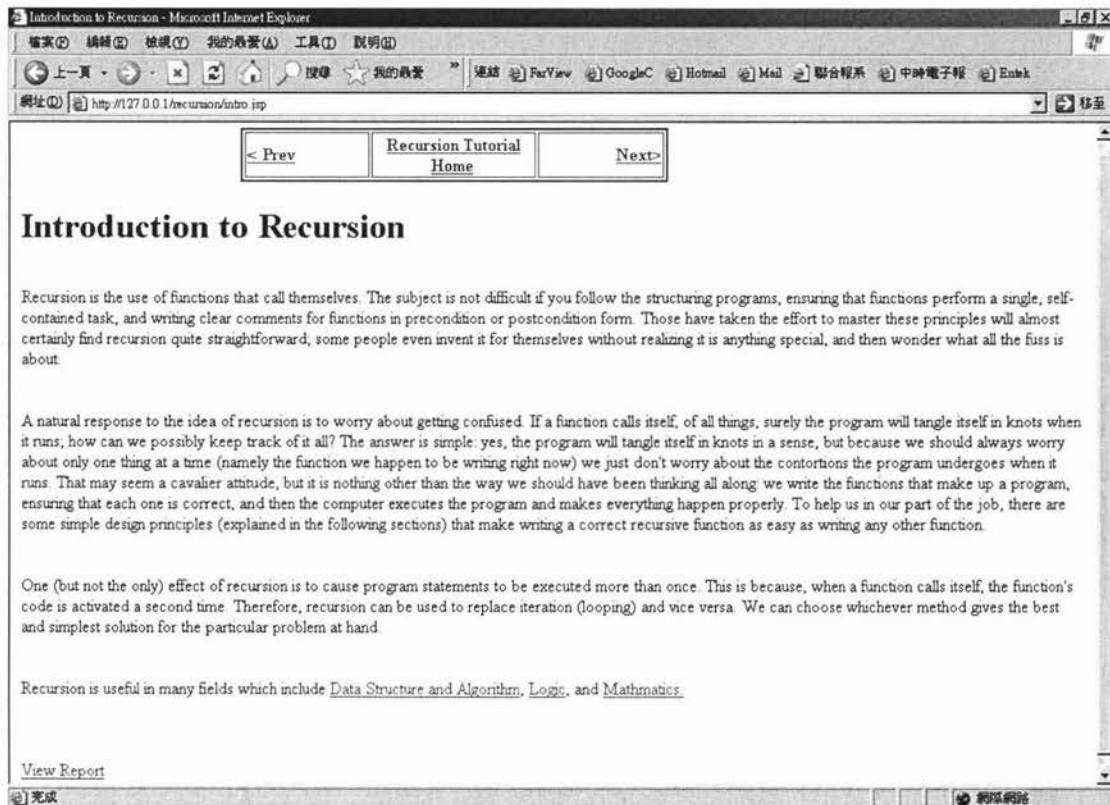 Introduction to Recursion - Microsoft Internet Explorer
檔案(F) 編輯(E) 檢視(V) 我的最愛(A) 工具(T) 說明(H)
上一頁 搜尋 我的最愛 » 連結 FarView GoogleC Hotmail Mail 聯合報系 中時電子報 Entek
網址(D) http://127.0.0.1/recursion/intro.jsp 移至
< Prev
Recursion Tutorial
Home
Next>
Introduction to Recursion
Recursion is the use of functions that call themselves. The subject is not difficult if you follow the structuring programs, ensuring that functions perform a single, self-
contained task, and writing clear comments for functions in precondition or postcondition form. Those have taken the effort to master these principles will almost
certainly find recursion quite straightforward; some people even invent it for themselves without realizing it is anything special, and then wonder what all the fuss is
about.
A natural response to the idea of recursion is to worry about getting confused. If a function calls itself, of all things, surely the program will tangle itself in knots when
it runs; how can we possibly keep track of it all? The answer is simple: yes, the program will tangle itself in knots in a sense, but because we should always worry
about only one thing at a time (namely the function we happen to be writing right now) we just don't worry about the contortions the program undergoes when it
runs. That may seem a cavalier attitude, but it is nothing other than the way we should have been thinking all along: we write the functions that make up a program,
ensuring that each one is correct, and then the computer executes the program and makes everything happen properly. To help us in our part of the job, there are
some simple design principles (explained in the following sections) that make writing a correct recursive function as easy as writing any other function.
One (but not the only) effect of recursion is to cause program statements to be executed more than once. This is because, when a function calls itself, the function's
code is activated a second time. Therefore, recursion can be used to replace iteration (looping) and vice versa. We can choose whichever method gives the best
and simplest solution for the particular problem at hand.
Recursion is useful in many fields which include Data Structure and Algorithm, Logic, and Mathmatics.
View Report
完成 網際網路